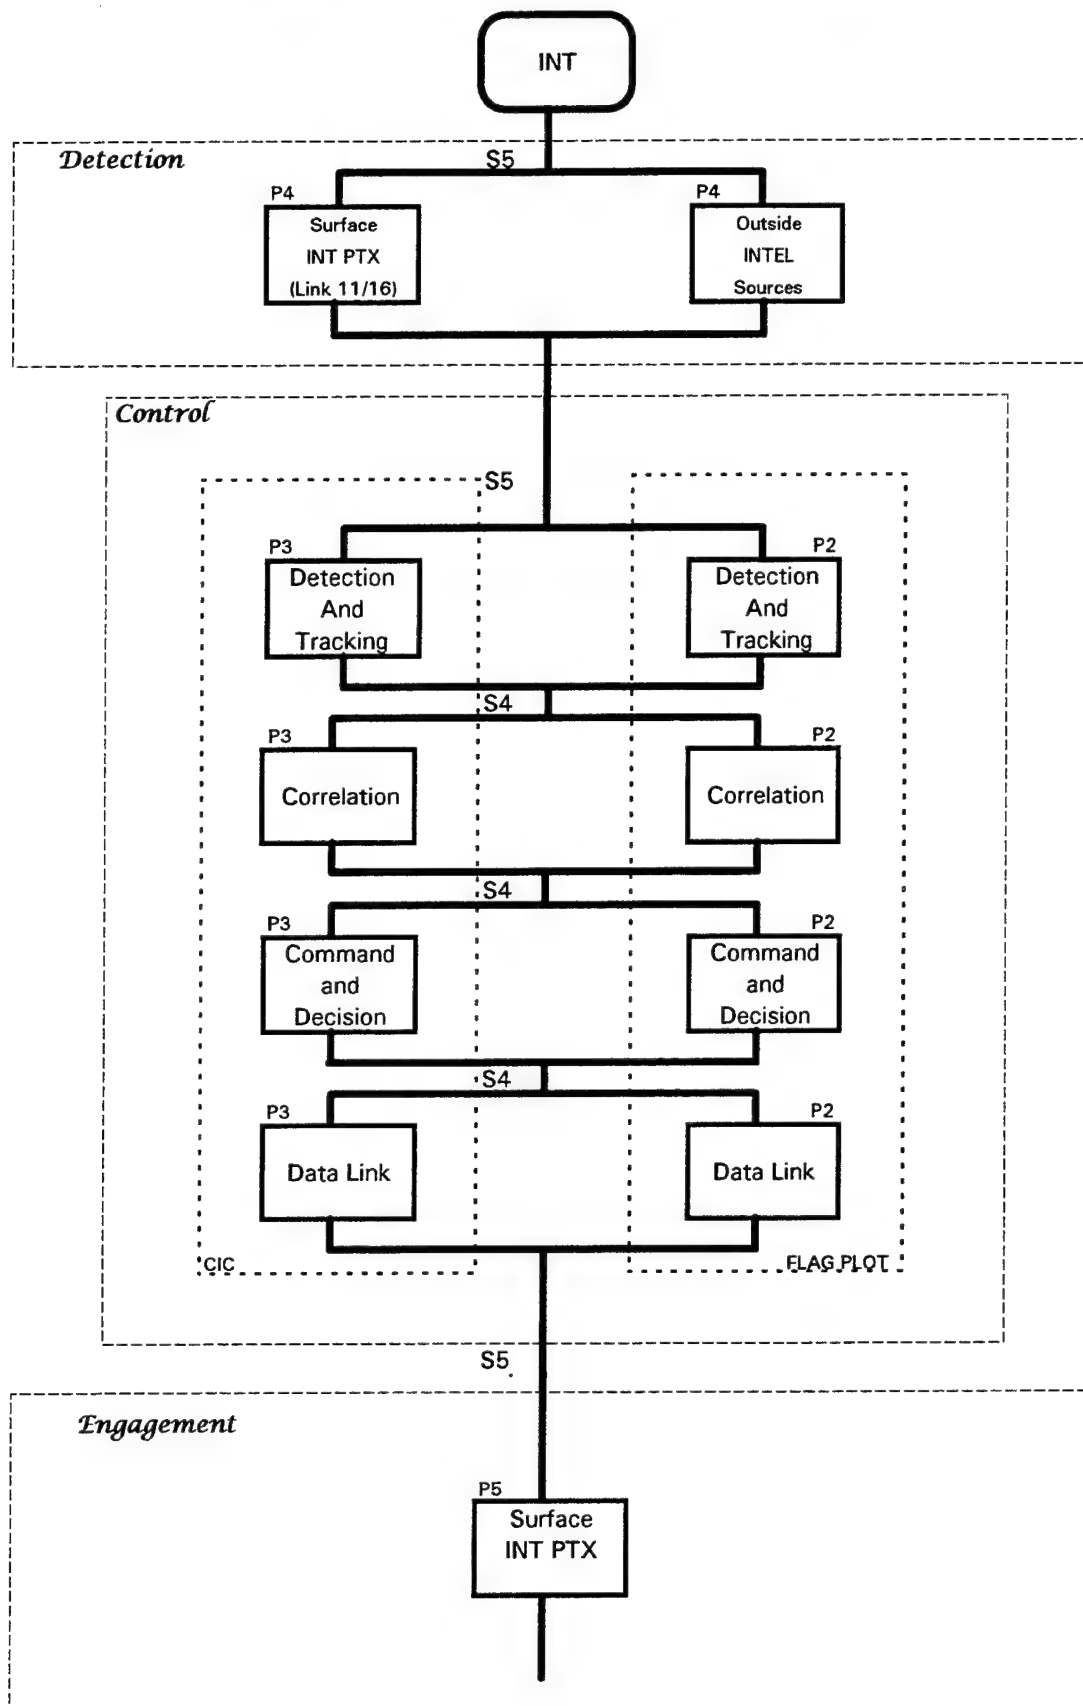 INT
Detection
S5
P4
P4
Surface
INT PTX
(Link 11/16)
Outside
INTEL
Sources
Control
S5
P3
P2
Detection
And
Tracking
Detection
And
Tracking
S4
P3
P2
Correlation
Correlation
S4
P3
P2
Command
and
Decision
Command
and
Decision
S4
P3
P2
Data Link
Data Link
CIC
FLAG PLOT
S5
Engagement
P5
Surface
INT PTX